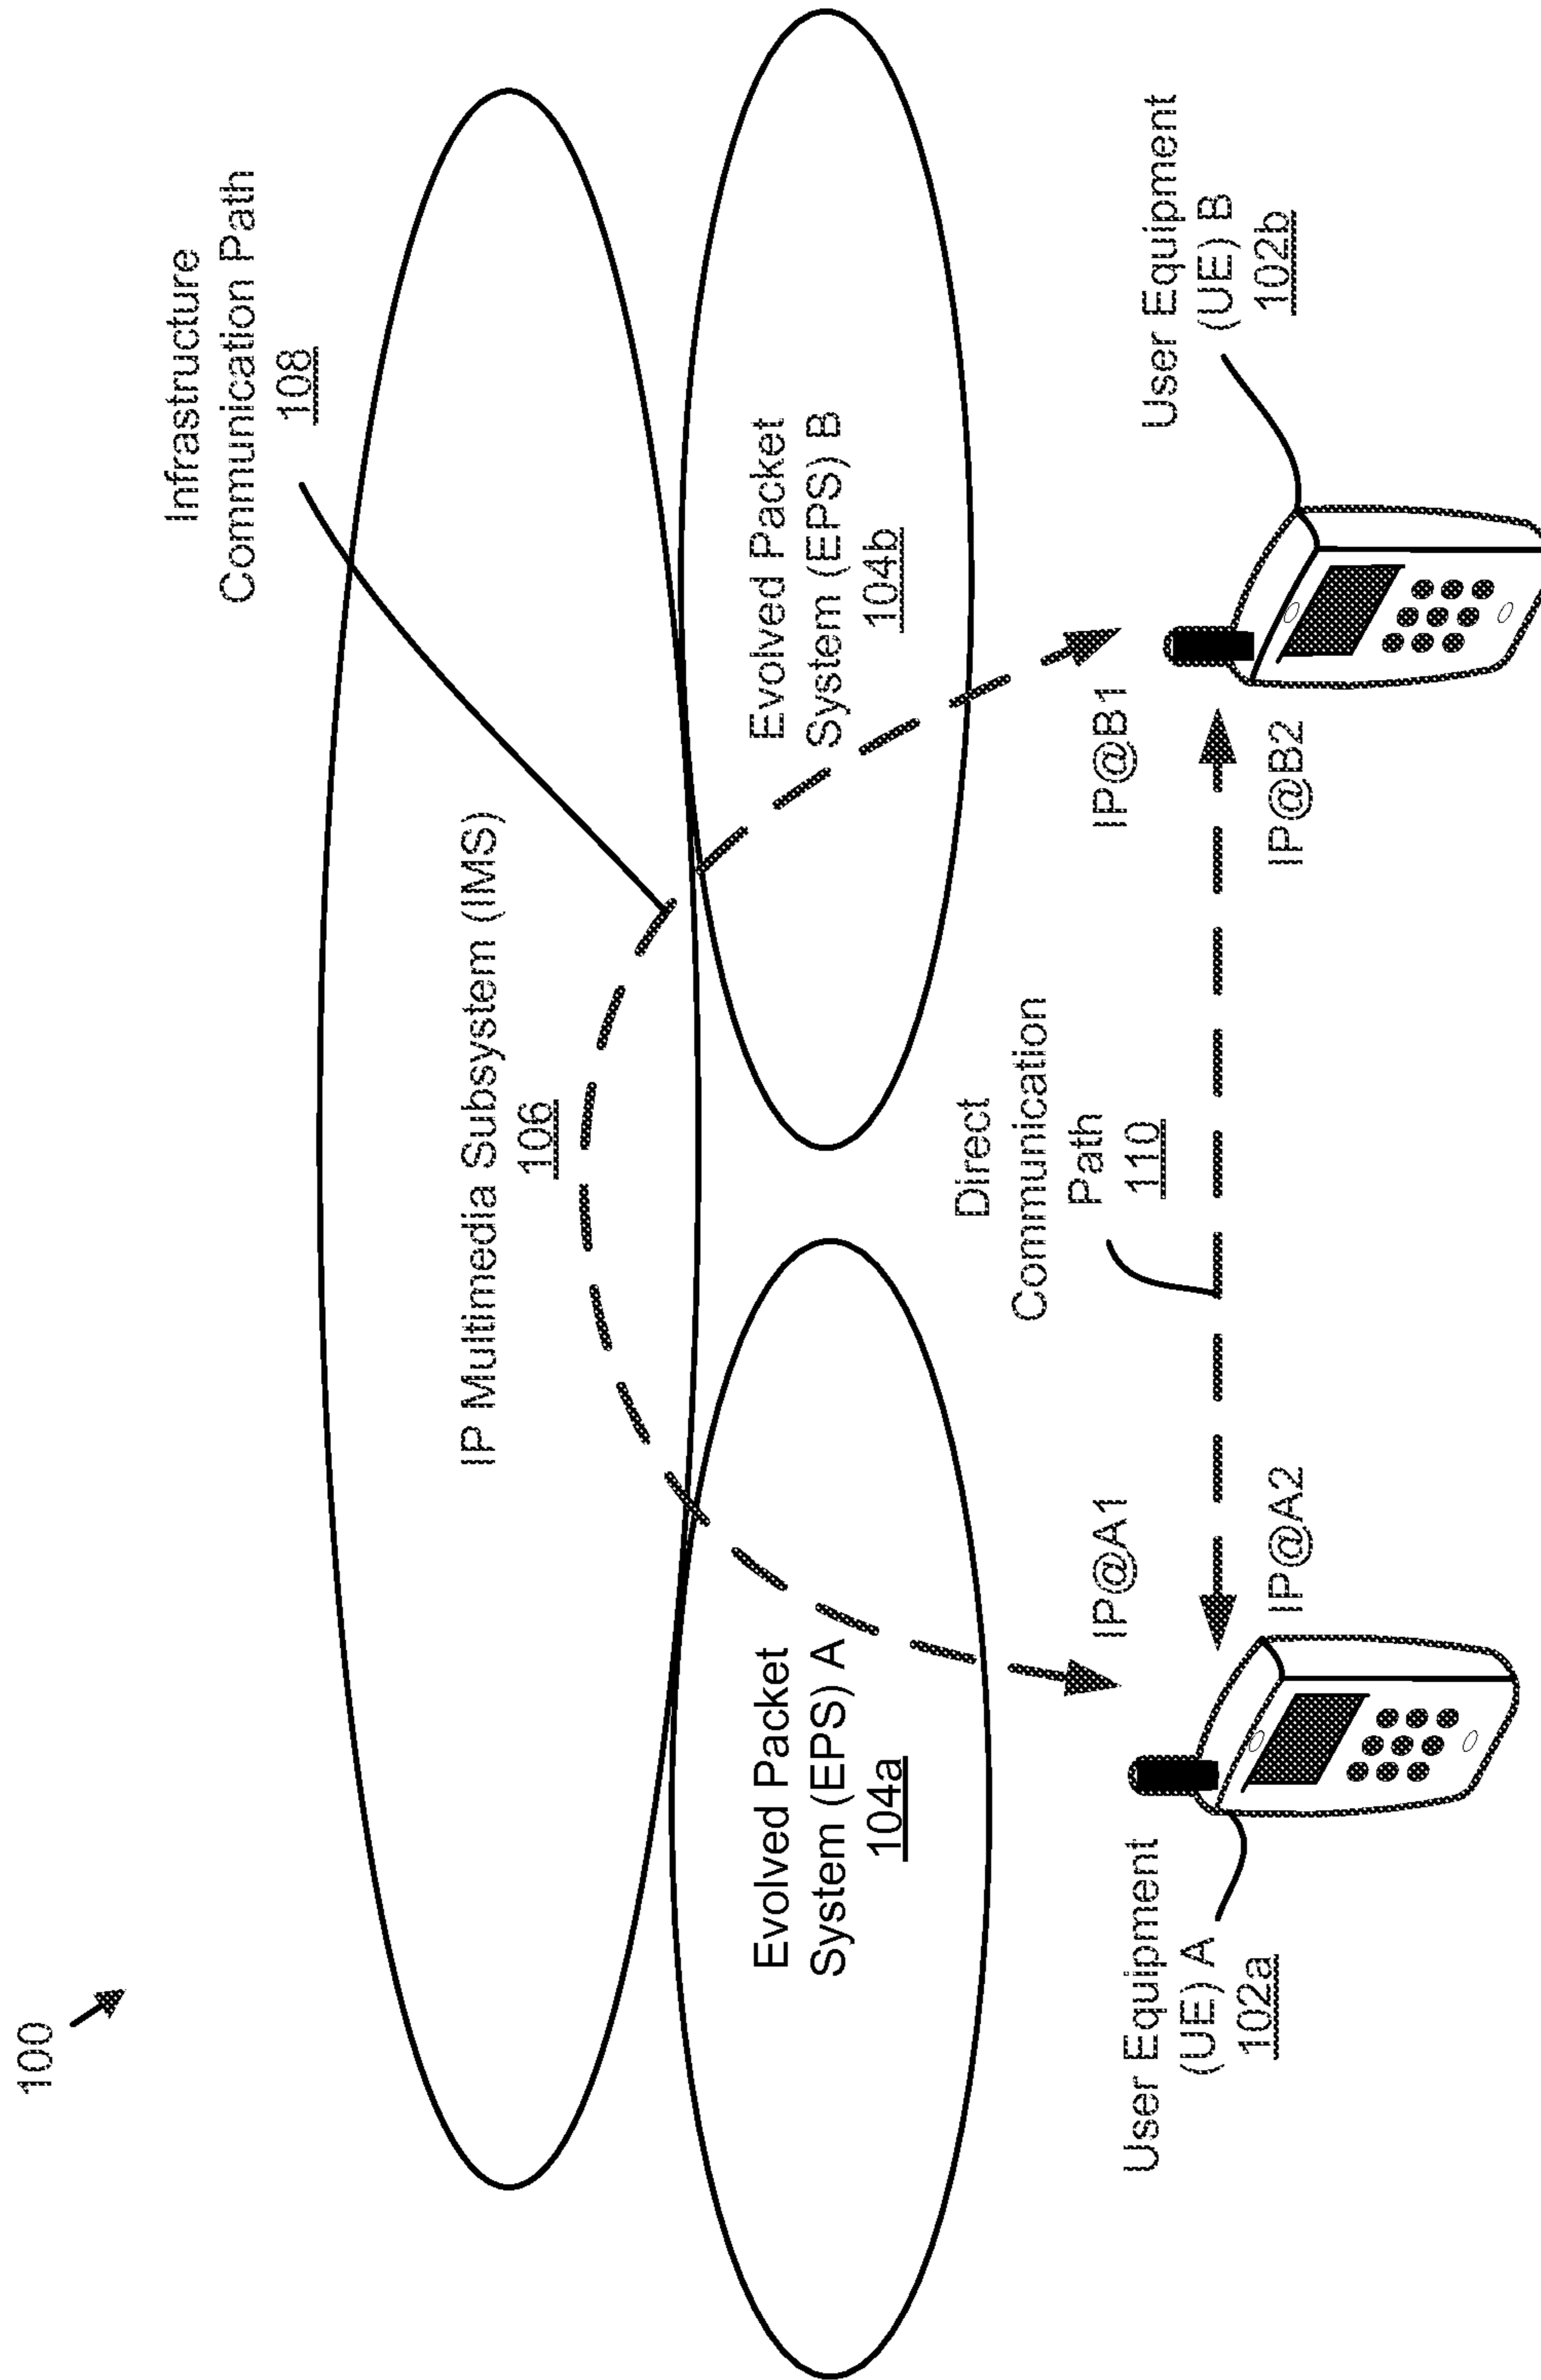 100
Infrastructure
Communication Path
108
IP Multimedia Subsystem (IMS)
106
Evolved Packet
System (EPS) A
104a
Evolved Packet
System (EPS) B
104b
Direct
Communication
Path
110
IP@A1
IP@B1
IP@A2
IP@B2
User Equipment
(UE) A
102a
User Equipment
(UE) B
102b